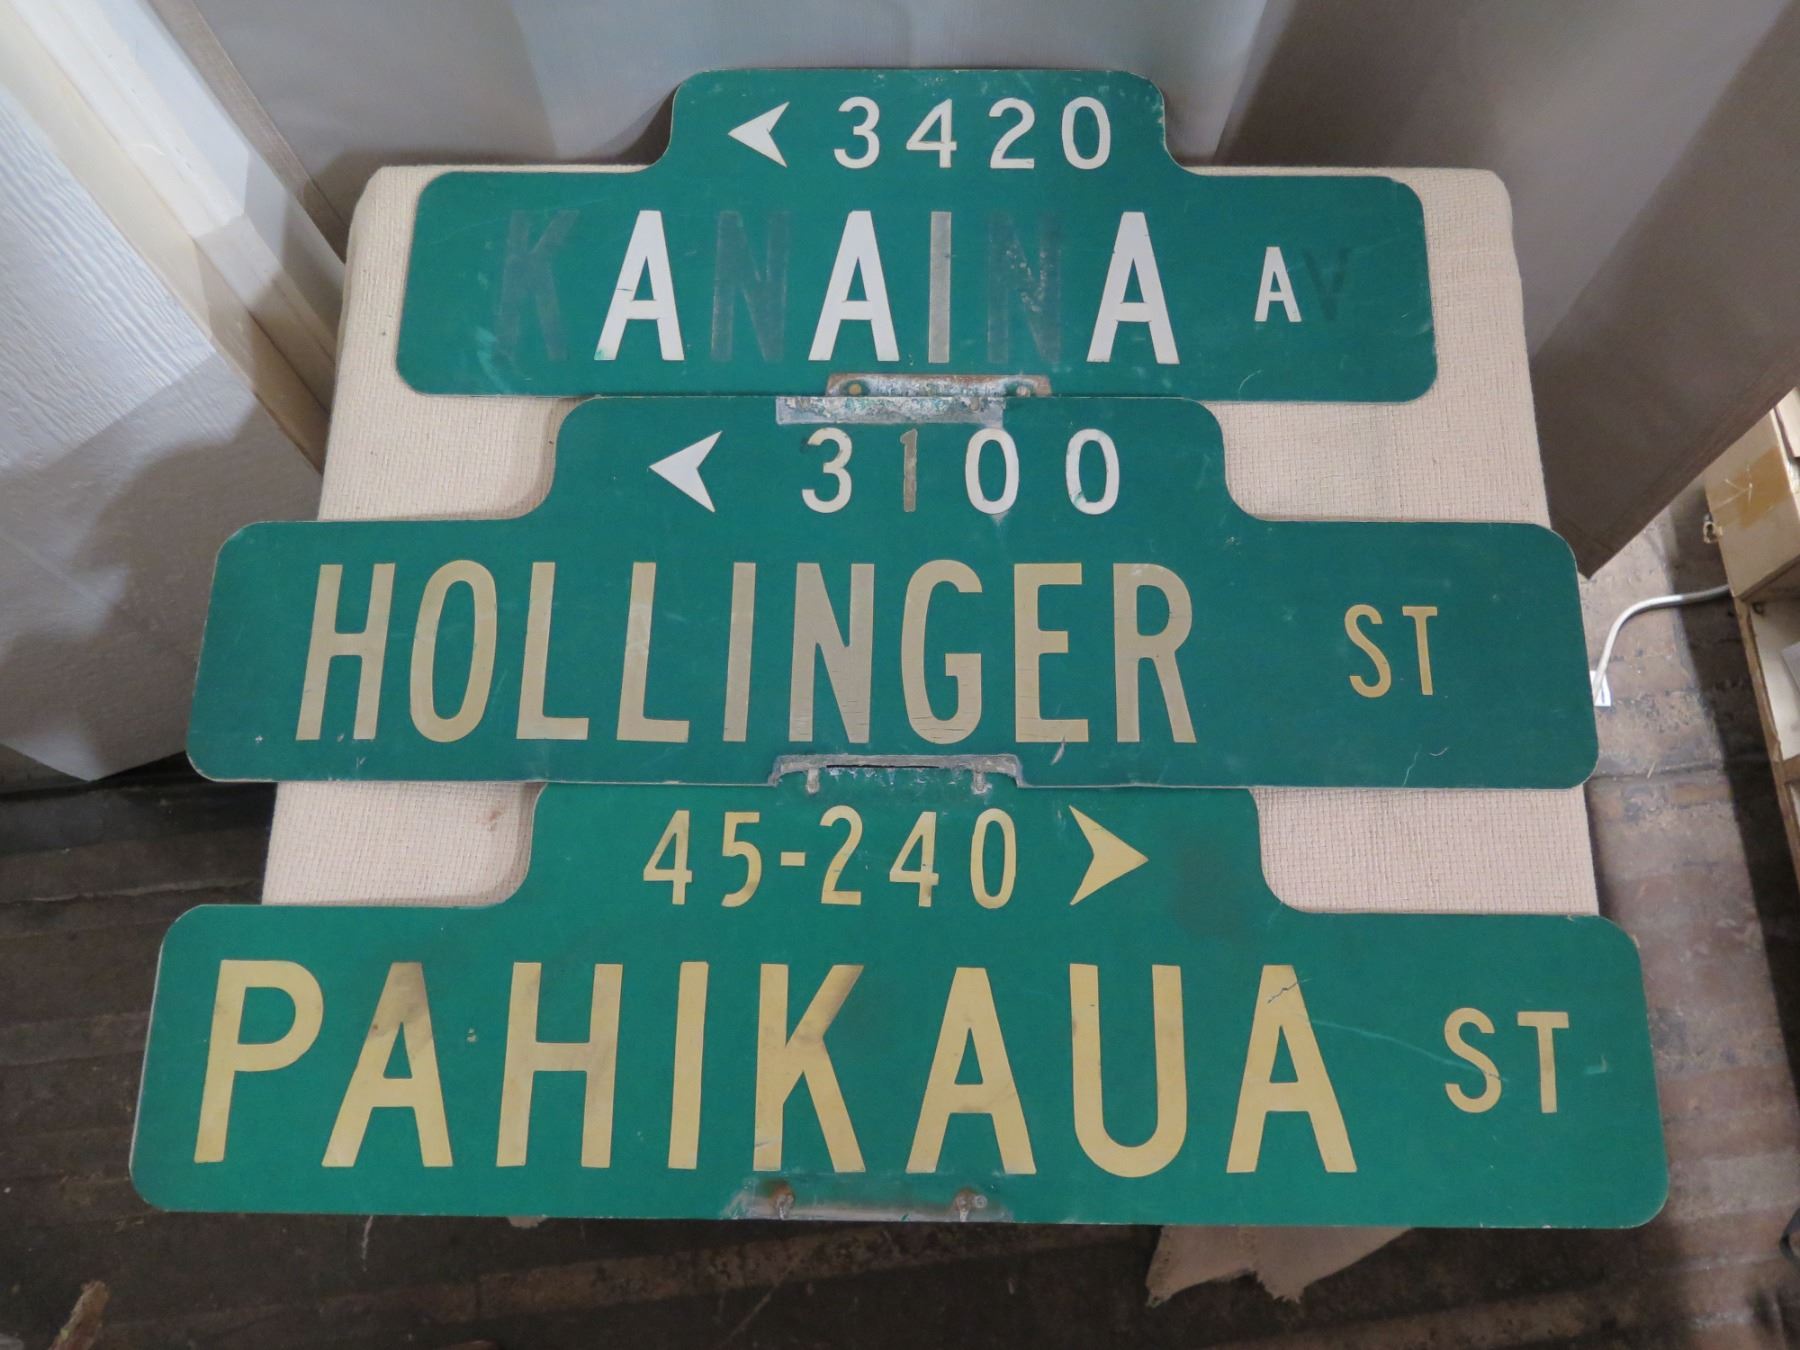 3420
KANAINA AV
3100
HOLLINGER ST
45-240
PAHIKAUA ST